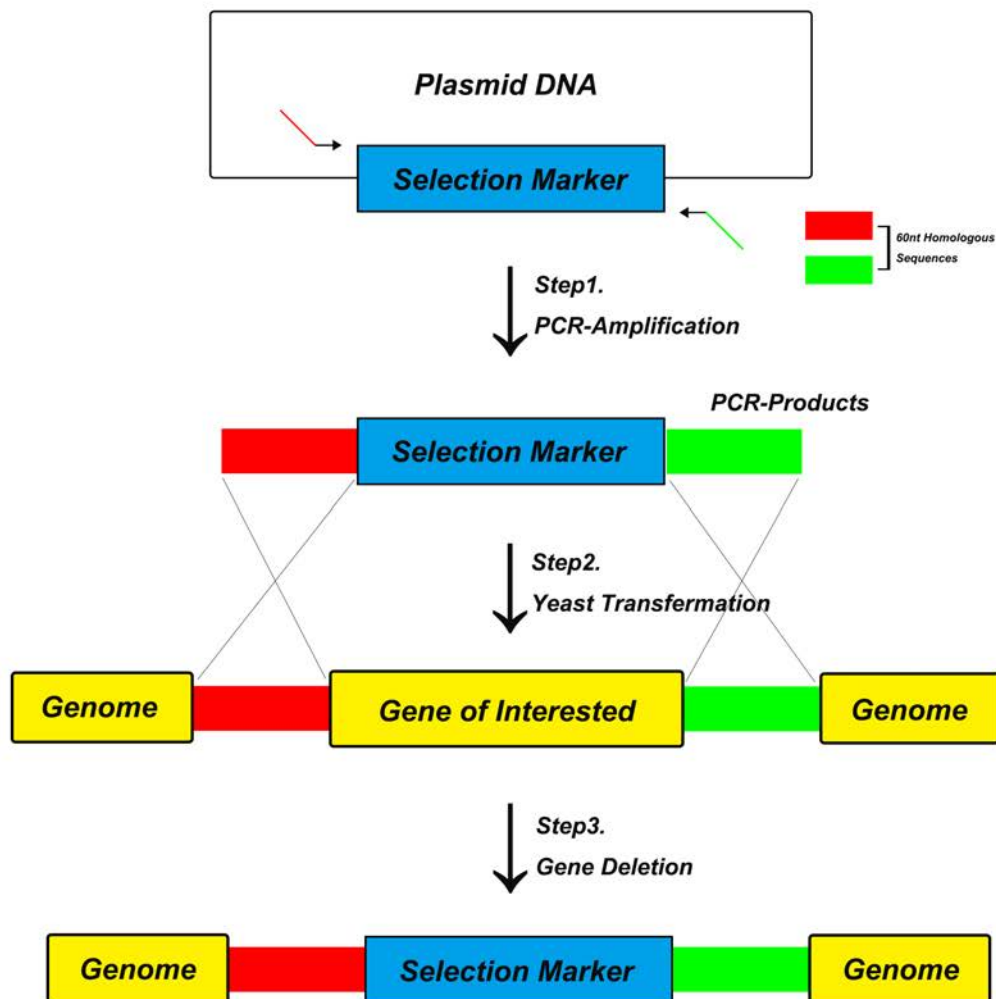 Plasmid DNA
Selection Marker
60nt Homologous
Sequences
Step1.
PCR-Amplification
PCR-Products
Selection Marker
Step2.
Yeast Transfermation
Genome
Gene of Interested
Genome
Step3.
Gene Deletion
Genome
Selection Marker
Genome